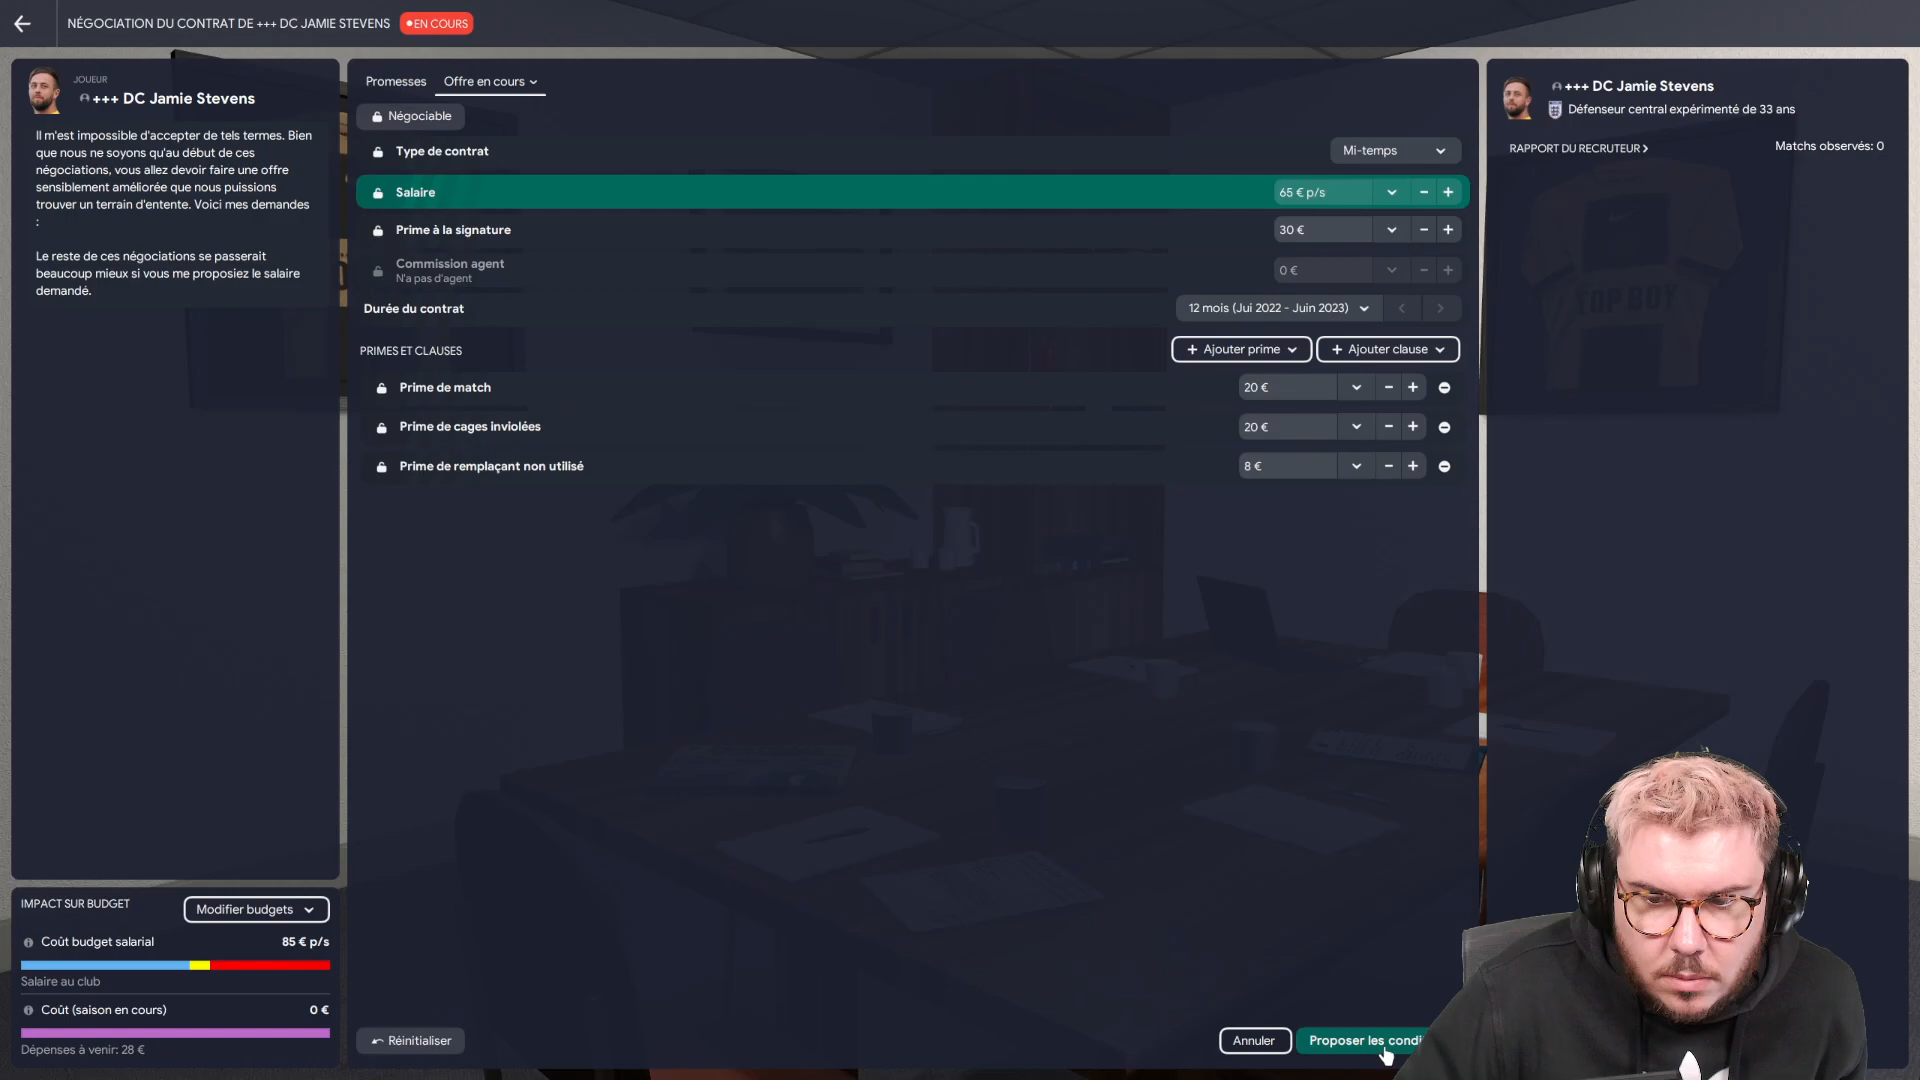 NÉGOCIATION DU CONTRAT DE +++ DC JAMIE STEVENS
EN COURS
JOUEUR
+++ DC Jamie Stevens
Il m'est impossible d'accepter de tels termes. Bien
que nous ne soyons qu'au début de ces
négociations, vous allez devoir faire une offre
sensiblement améliorée que nous puissions
trouver un terrain d'entente. Voici mes demandes
:
Le reste de ces négociations se passerait
beaucoup mieux si vous me proposiez le salaire
demandé.
IMPACT SUR BUDGET
Modifier budgets
Coût budget salarial 85 € p/s
Salaire au club
Coût (saison en cours) 0 €
Dépenses à venir: 28 €
Promesses Offre en cours
Négociable
Type de contrat Mi-temps
Salaire 65 € p/s
Prime à la signature 30 €
Commission agent 0 €
N'a pas d'agent
Durée du contrat 12 mois (Jui 2022 - Juin 2023)
PRIMES ET CLAUSES + Ajouter prime + Ajouter clause
Prime de match 20 €
Prime de cages inviolées 20 €
Prime de remplaçant non utilisé 8 €
Réinitialiser
Annuler
Proposer les condi
+++ DC Jamie Stevens
Défenseur central expérimenté de 33 ans
RAPPORT DU RECRUTEUR
Matchs observés: 0
TOP BOY